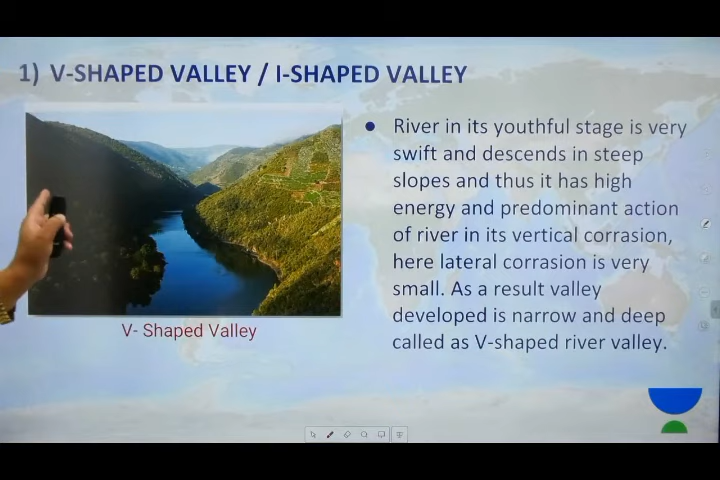 1) V-SHAPED VALLEY / I-SHAPED VALLEY
River in its youthful stage is very
swift and descends in steep
slopes and thus it has high
energy and predominant action
of river in its vertical corrasion,
here lateral corrasion is very
small. As a result valley
developed is narrow and deep
called as V-shaped river valley.
V- Shaped Valley